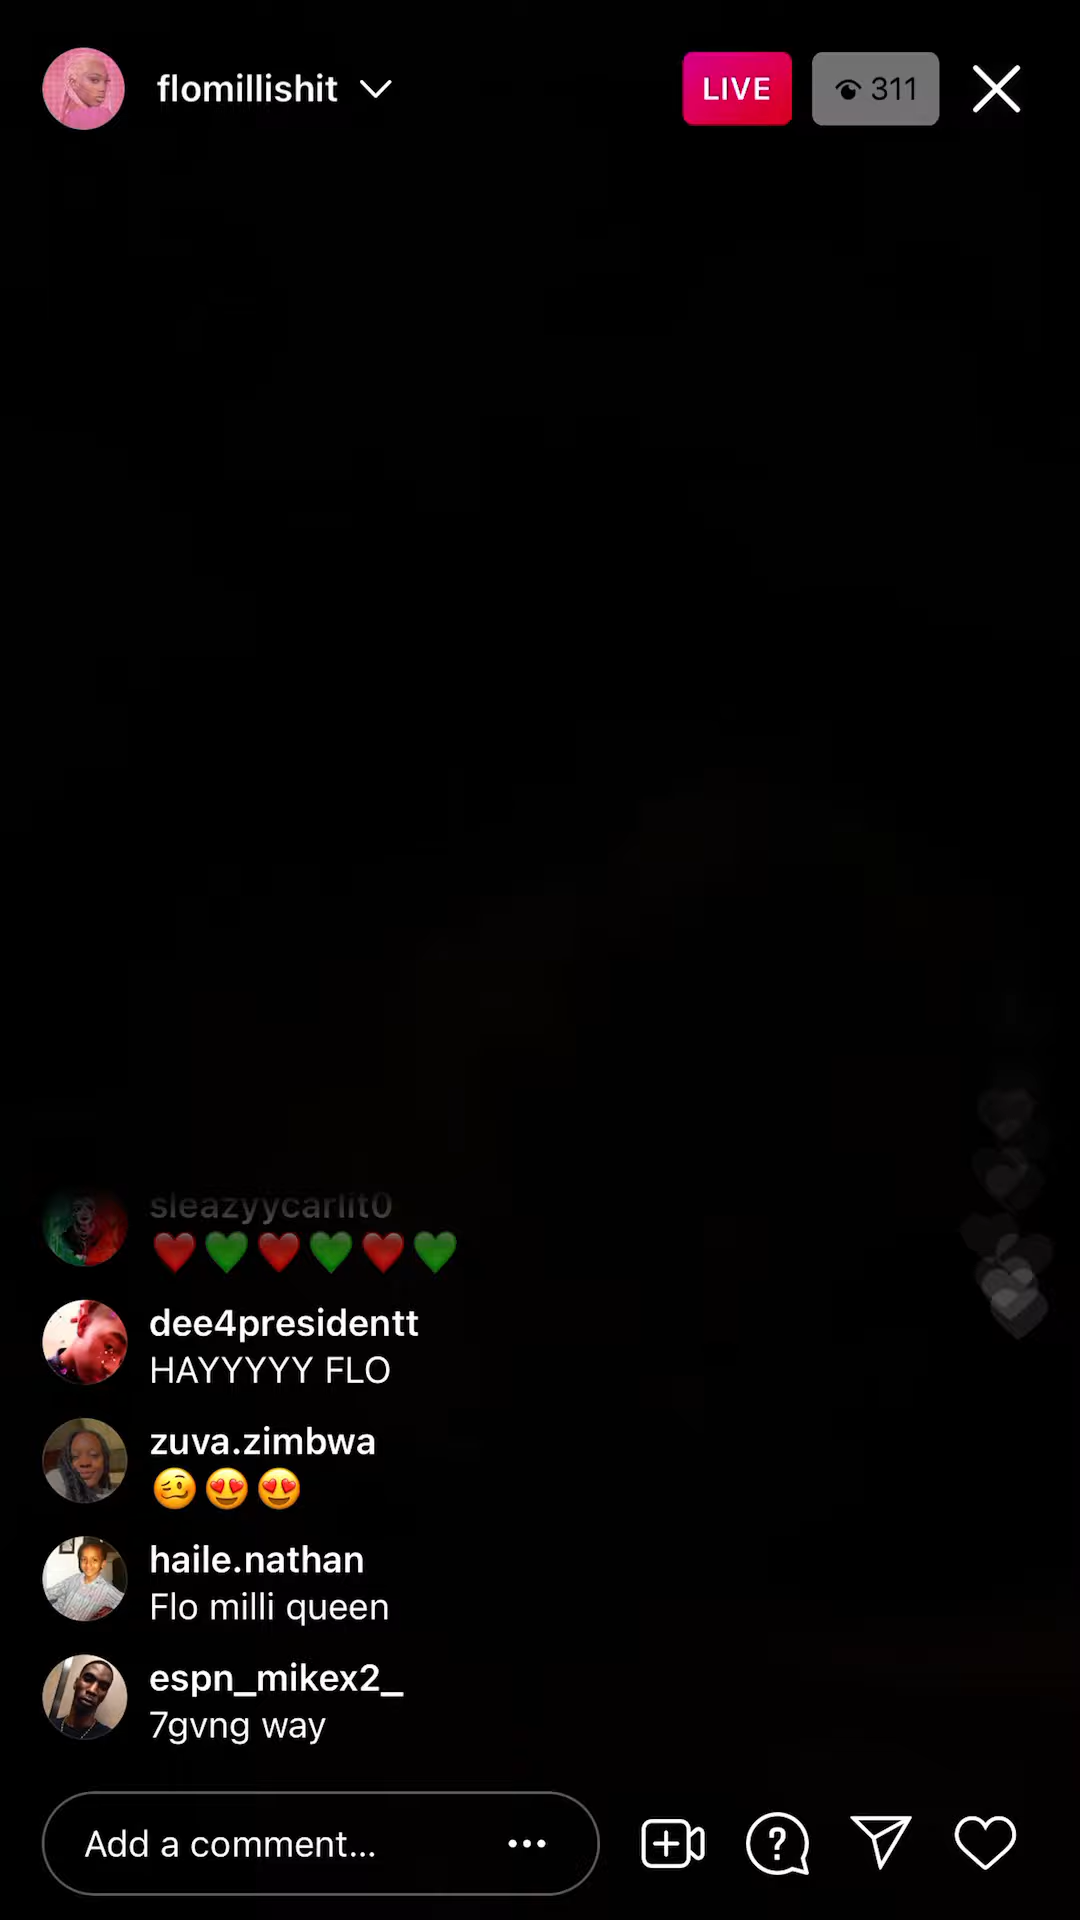 flomillishit
LIVE
311
sleazyycarlit0
❤️💚❤️💚❤️💚
dee4presidentt
HAYYYYY FLO
zuva.zimbwa
🥴😍😍
haile.nathan
Flo milli queen
espn_mikex2_
7gvng way
Add a comment...